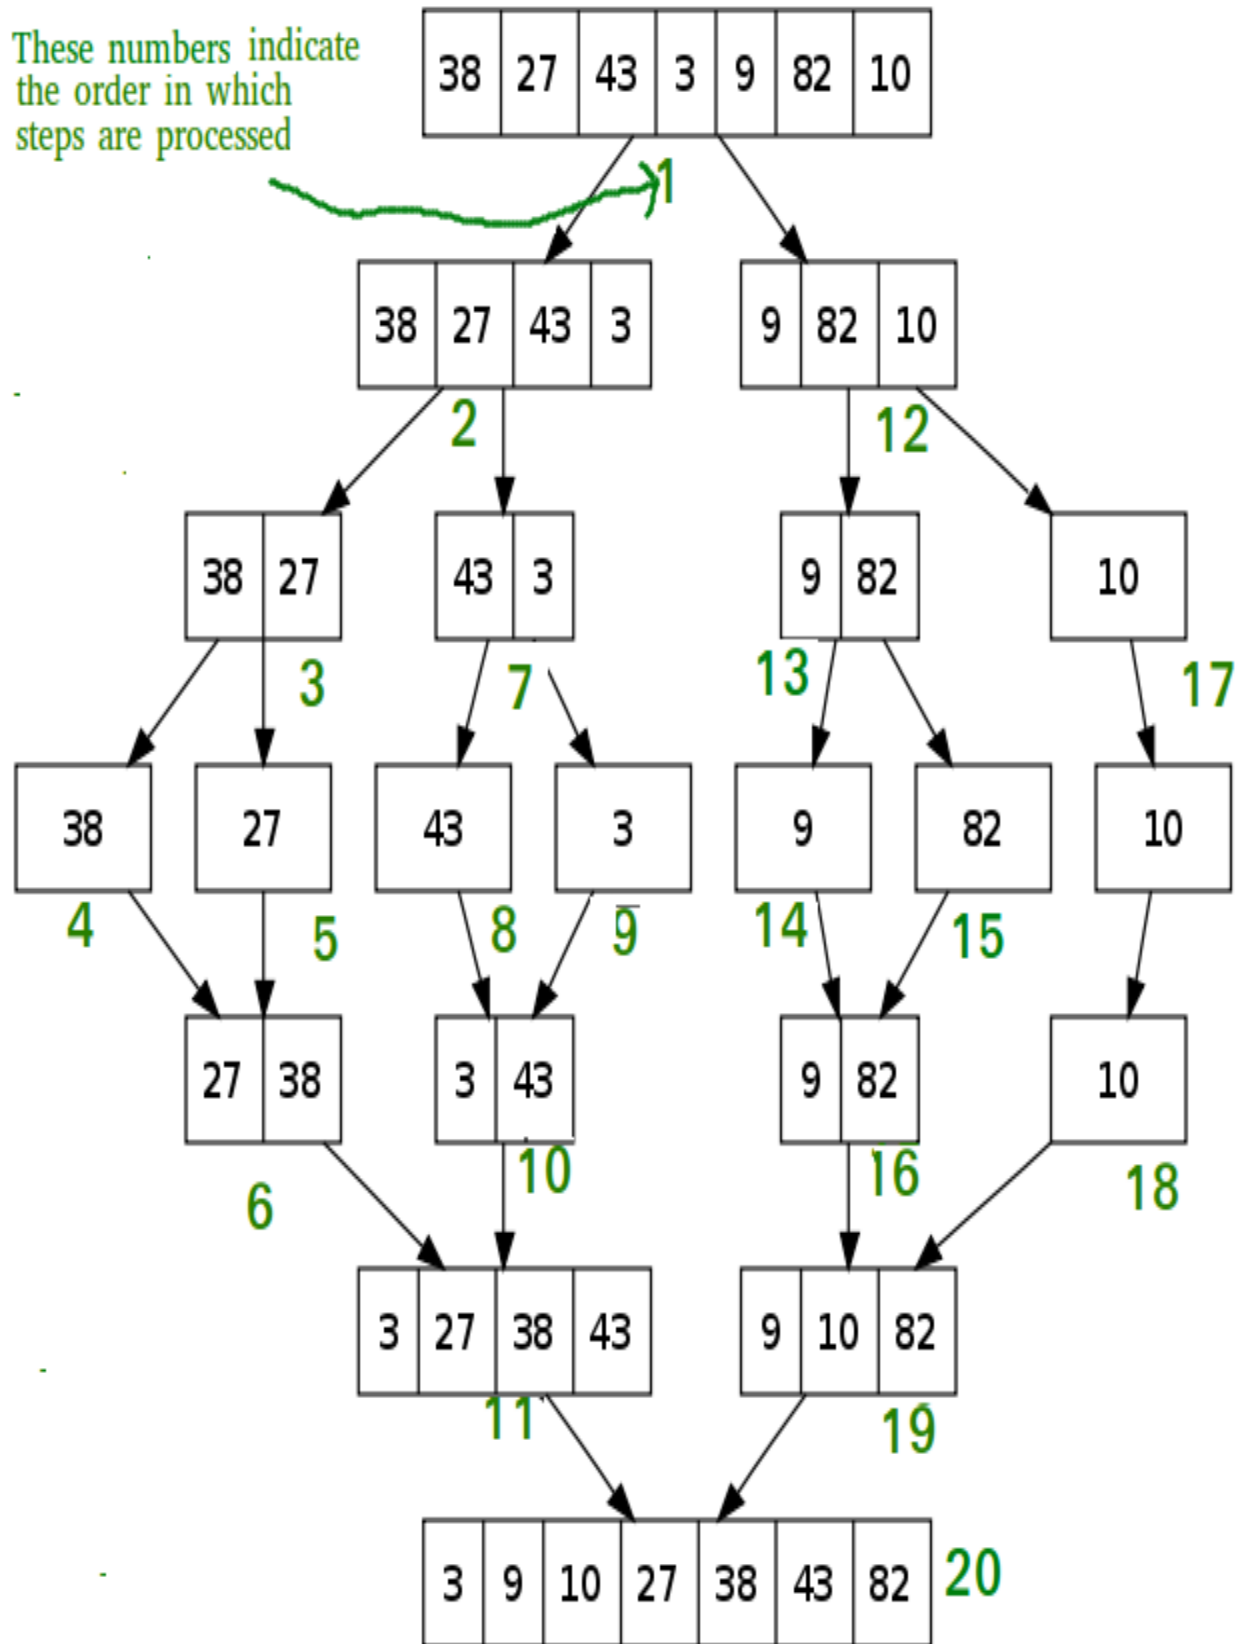 These numbers indicate
the order in which
steps are processed
38 27 43 3 9 82 10
1
38 27 43 3 9 82 10
2 12
38 27 43 3 9 82 10
3 7 13 17
38 27 43 3 9 82 10
4 5 8 9 14 15
27 38 3 43 9 82 10
6 10 16 18
3 27 38 43 9 10 82
11 19
3 9 10 27 38 43 82 20